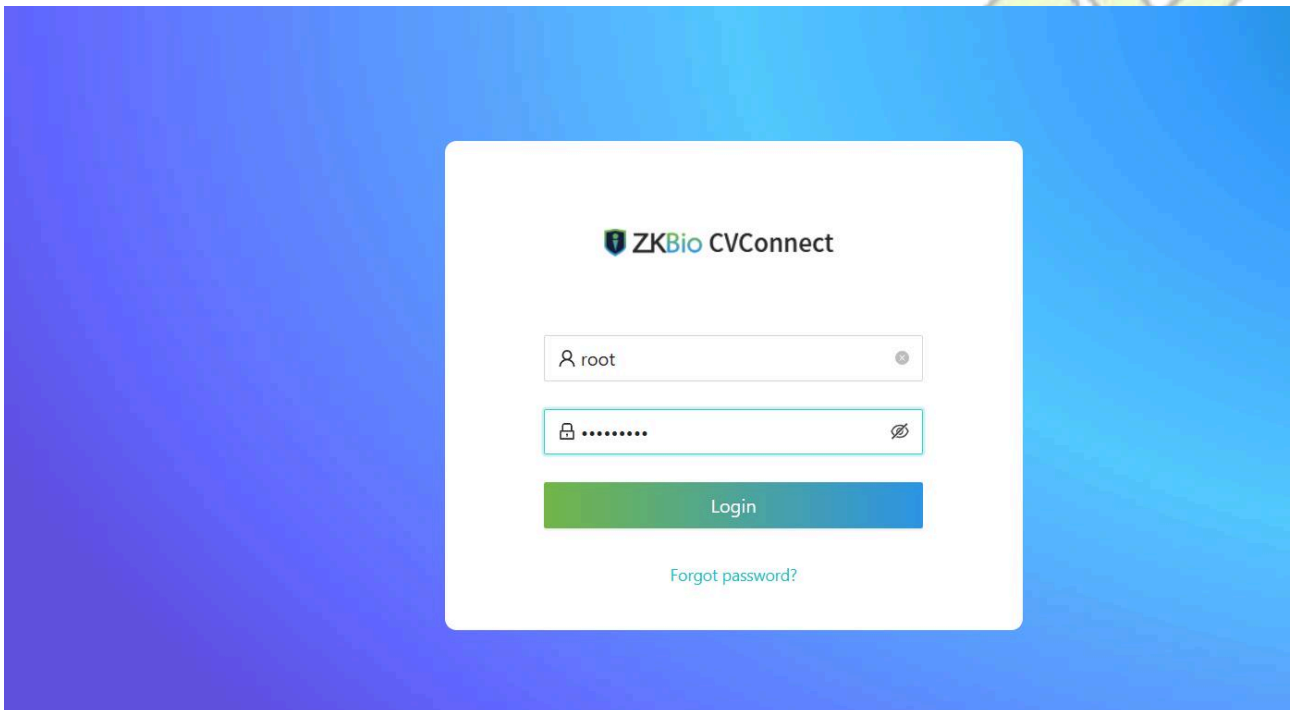 ZKBio CVConnect
root
•••••••••
Login
Forgot password?